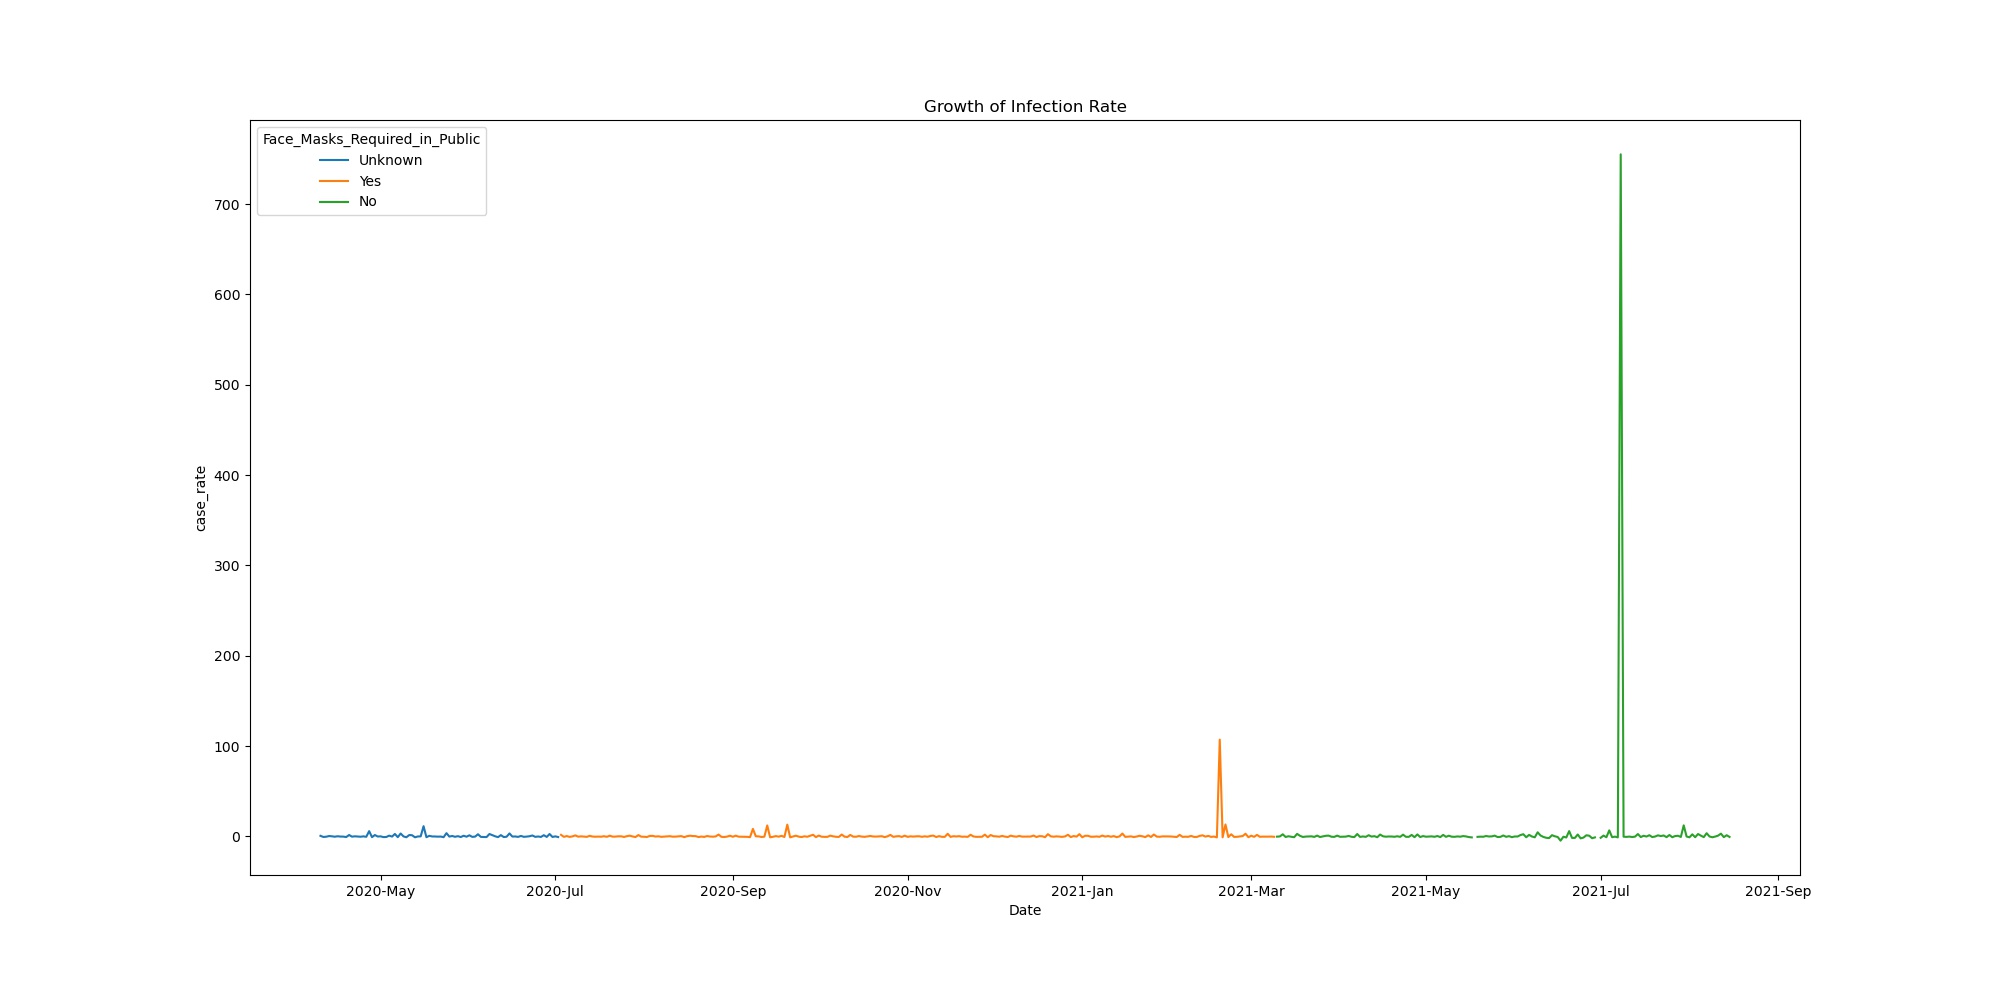 Growth of Infection Rate
Face_Masks_Required_in_Public
Unknown
Yes
No
700
600
500
400
300
200
100
0
case_rate
2020-May 2020-Jul 2020-Sep 2020-Nov 2021-Jan 2021-Mar 2021-May 2021-Jul 2021-Sep
Date